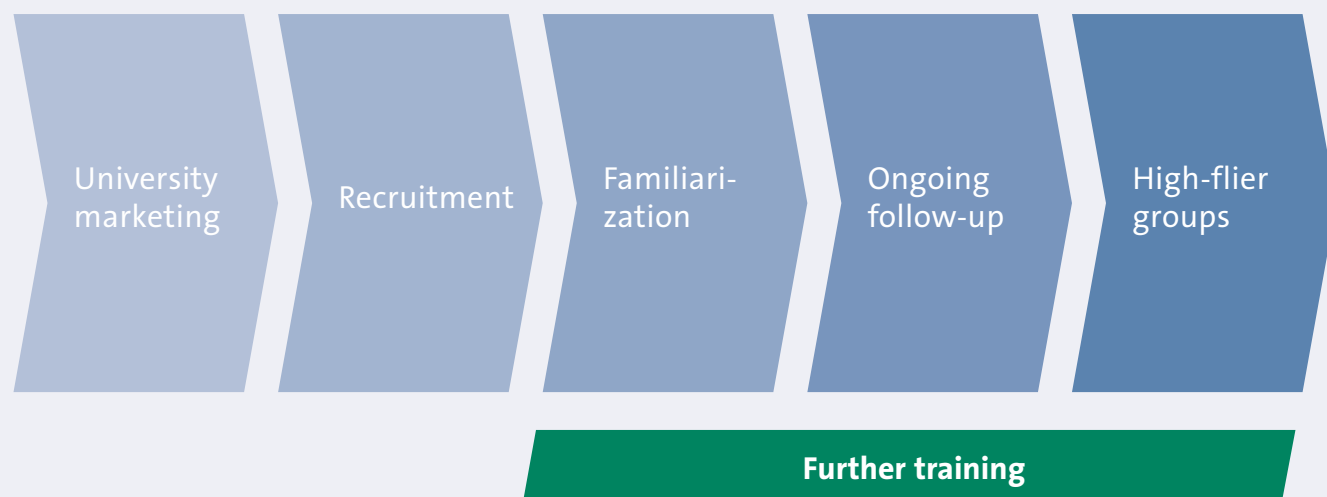 University
marketing
Recruitment
Familiari-
zation
Ongoing
follow-up
High-flier
groups
Further training